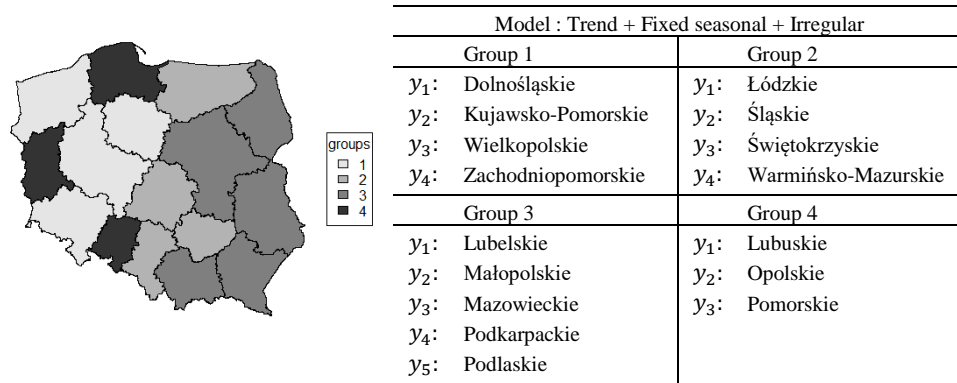 groups
1
2
3
4
Model : Trend + Fixed seasonal + Irregular
Group 1 Group 2
y₁: Dolnośląskie y₁: Łódzkie
y₂: Kujawsko-Pomorskie y₂: Śląskie
y₃: Wielkopolskie y₃: Świętokrzyskie
y₄: Zachodniopomorskie y₄: Warmińsko-Mazurskie
Group 3 Group 4
y₁: Lubelskie y₁: Lubuskie
y₂: Małopolskie y₂: Opolskie
y₃: Mazowieckie y₃: Pomorskie
y₄: Podkarpackie
y₅: Podlaskie